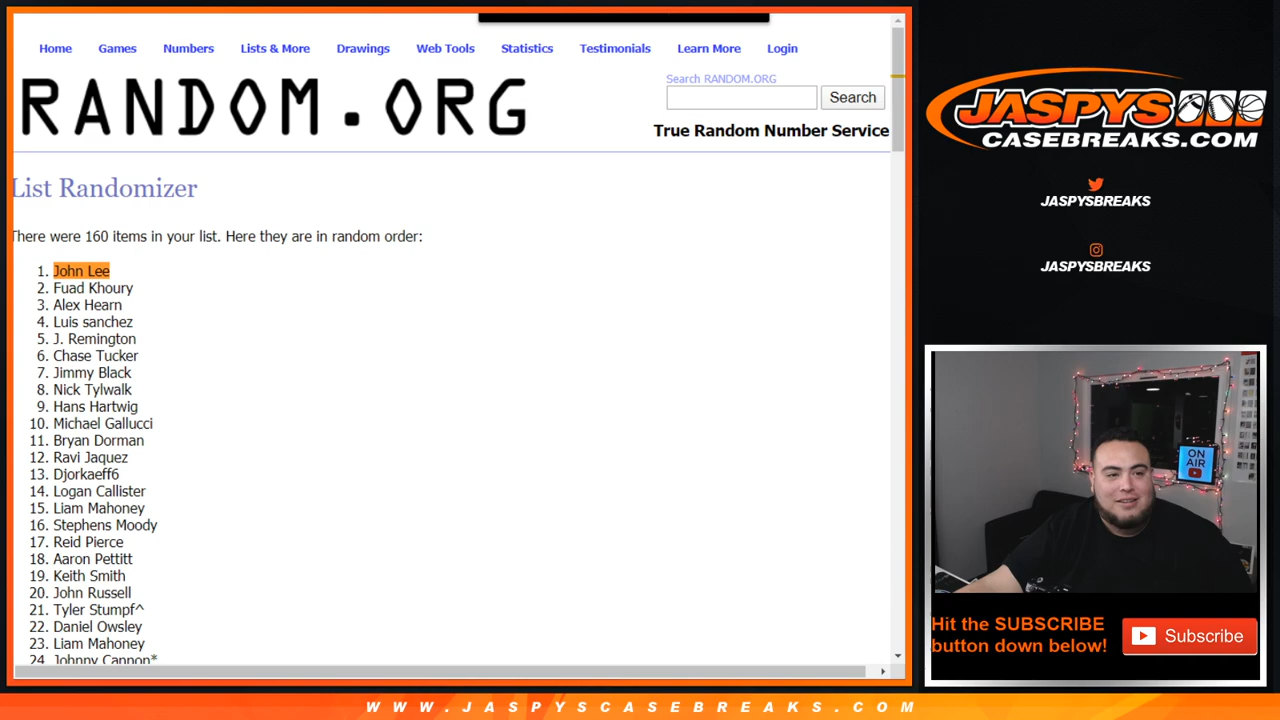 Home Games Numbers Lists & More Drawings Web Tools Statistics Testimonials Learn More Login
RANDOM.ORG
Search RANDOM.ORG
Search
True Random Number Service
List Randomizer
There were 160 items in your list. Here they are in random order:
1. John Lee
2. Fuad Khoury
3. Alex Hearn
4. Luis sanchez
5. J. Remington
6. Chase Tucker
7. Jimmy Black
8. Nick Tylwalk
9. Hans Hartwig
10. Michael Gallucci
11. Bryan Dorman
12. Ravi Jaquez
13. Djorkaeff6
14. Logan Callister
15. Liam Mahoney
16. Stephens Moody
17. Reid Pierce
18. Aaron Pettitt
19. Keith Smith
20. John Russell
21. Tyler Stumpf^
22. Daniel Owsley
23. Liam Mahoney
24. Johnny Cannon*
JASPYS
CASEBREAKS.COM
JASPYSBREAKS
JASPYSBREAKS
ON
AIR
Hit the SUBSCRIBE
button down below!
Subscribe
WWW.JASPYSCASEBREAKS.COM